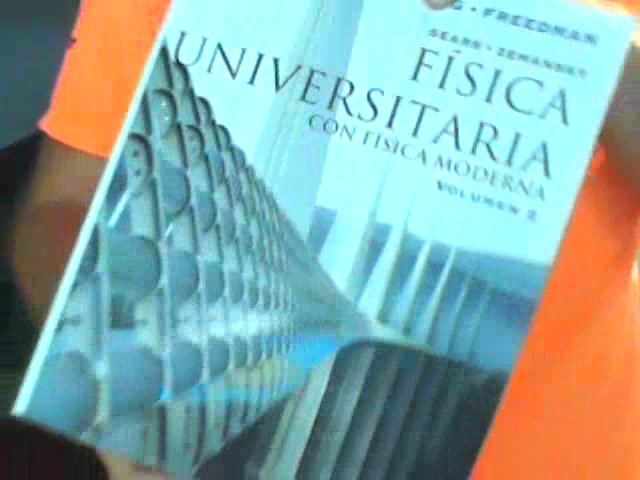 G · FREEDMAN
SEARS · ZEMANSKY
FÍSICA
UNIVERSITARIA
CON FÍSICA MODERNA
VOLUMEN 2